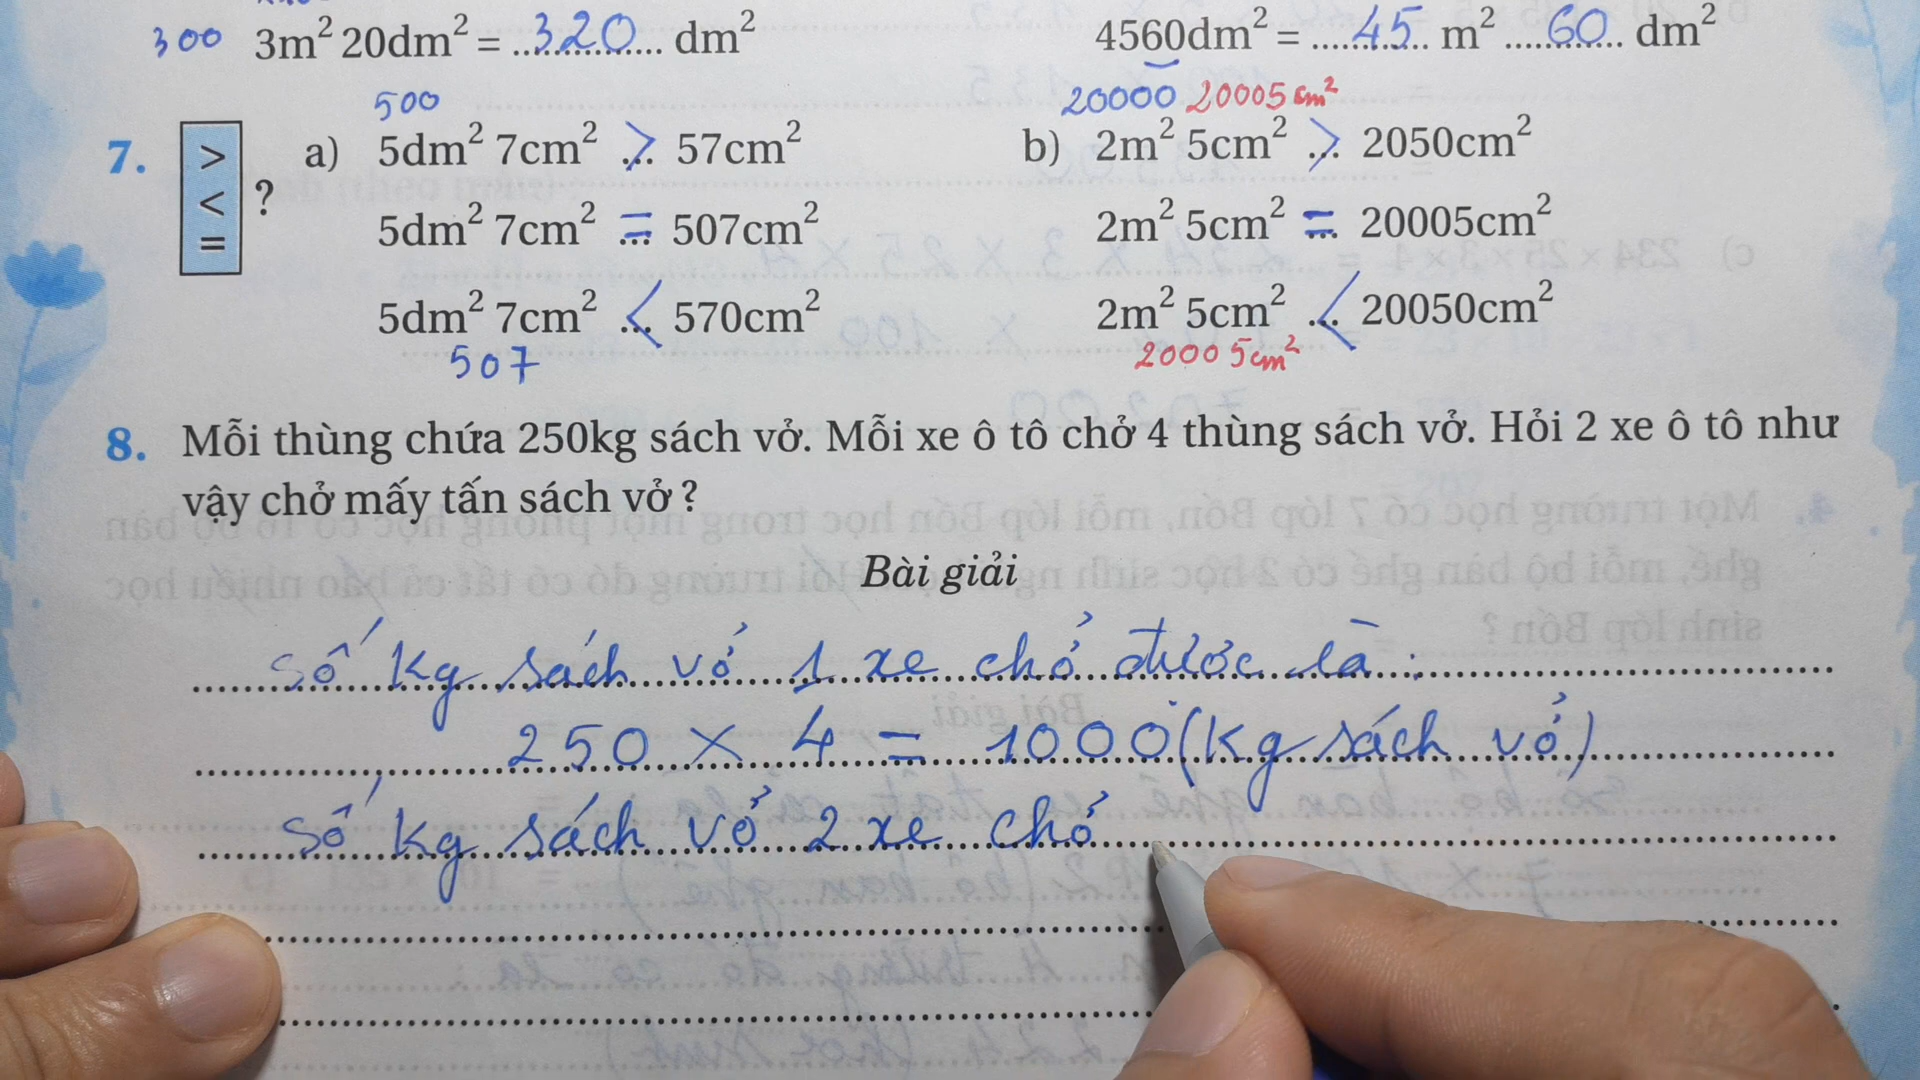 300 3m² 20dm² = 320 dm²
4560dm² = 45 m² 60 dm²
500
20000 20005cm²
7. > < = ?
a) 5dm² 7cm² > 57cm²
5dm² 7cm² = 507cm²
5dm² 7cm² < 570cm²
507
b) 2m² 5cm² > 2050cm²
2m² 5cm² = 20005cm²
2m² 5cm² < 20050cm²
20005cm²
8. Mỗi thùng chứa 250kg sách vở. Mỗi xe ô tô chở 4 thùng sách vở. Hỏi 2 xe ô tô như
vậy chở mấy tấn sách vở ?
Bài giải
Số kg sách vở 1 xe chở được là :
250 × 4 = 1000 (kg sách vở)
Số kg sách vở 2 xe chở